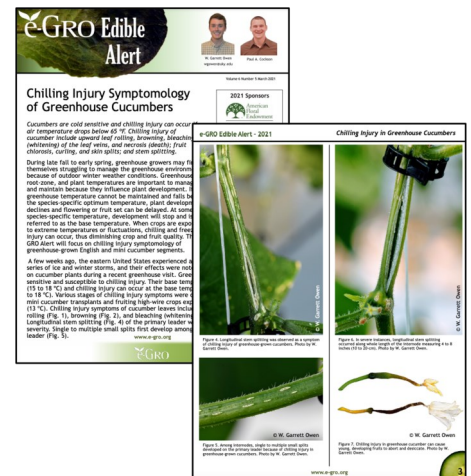 e-GRO Edible
Alert
W. Garrett Owen
wgowen@uky.edu
Paul A. Cockson
Volume 6 Number 5 March 2021
Chilling Injury Symptomology
of Greenhouse Cucumbers
2021 Sponsors
American
Floral
Endowment
Cucumbers are cold sensitive and chilling injury can occur
air temperature drops below 65 °F. Chilling injury of
cucumber include upward leaf rolling, browning, bleaching
(whitening) of the leaf veins, and necrosis (death); fruit
chlorosis, curling, and skin splits; and stem splitting.
During late fall to early spring, greenhouse growers may fi
themselves struggling to manage the greenhouse environm
because of outdoor winter weather conditions. Greenhouse
root-zone, and plant temperatures are important to manag
and maintain because they influence plant development. I
greenhouse temperature cannot be maintained and falls be
the species-specific optimum temperature, plant developm
declines and flowering or fruit set can be delayed. At some
species-specific temperature, development will stop and is
referred to as the base temperature. When crops are expo
to extreme temperatures or fluctuations, chilling and freez
injury can occur, thus diminishing crop and fruit quality. Th
GRO Alert will focus on chilling injury symptomology of
greenhouse-grown English and mini cucumber segments.
A few weeks ago, the eastern United States experienced a
series of ice and winter storms, and their effects were not
on cucumber plants during a recent greenhouse visit. Gree
sensitive and susceptible to chilling injury. Their base temp
(15 to 18 °C) and chilling injury can occur at the base temp
to 18 °C). Various stages of chilling injury symptoms were o
mini cucumber transplants and fruiting high-wire crops exp
(13 °C). Chilling injury symptoms of cucumber leaves includ
rolling (Fig. 1), browning (Fig. 2), and bleaching (whitening
Longitudinal stem splitting (Fig. 4) of the primary leader w
severity. Single to multiple small splits first develop among
leader (Fig. 5).
www.e-gro.org
e-GRO
e-GRO Edible Alert - 2021
Chilling Injury in Greenhouse Cucumbers
© W. Garrett Owen
© W. Garrett Owen
Figure 4. Longitudinal stem splitting was observed as a symptom
of chilling injury of greenhouse-grown cucumbers. Photo by W.
Garrett Owen.
Figure 6. In severe instances, longitudinal stem splitting
occurred along whole length of the internode measuring 4 to 8
inches (10 to 20 cm). Photo by W. Garrett Owen.
© W. Garrett Owen
© W. Garrett Owen
Figure 5. Among internodes, single to multiple small splits
developed on the primary leader because of chilling injury in
greenhouse-grown cucumbers. Photo by W. Garrett Owen.
Figure 7. Chilling injury in greenhouse cucumber can cause
young, developing fruits to abort and desiccate. Photo by W.
Garrett Owen.
www.e-gro.org